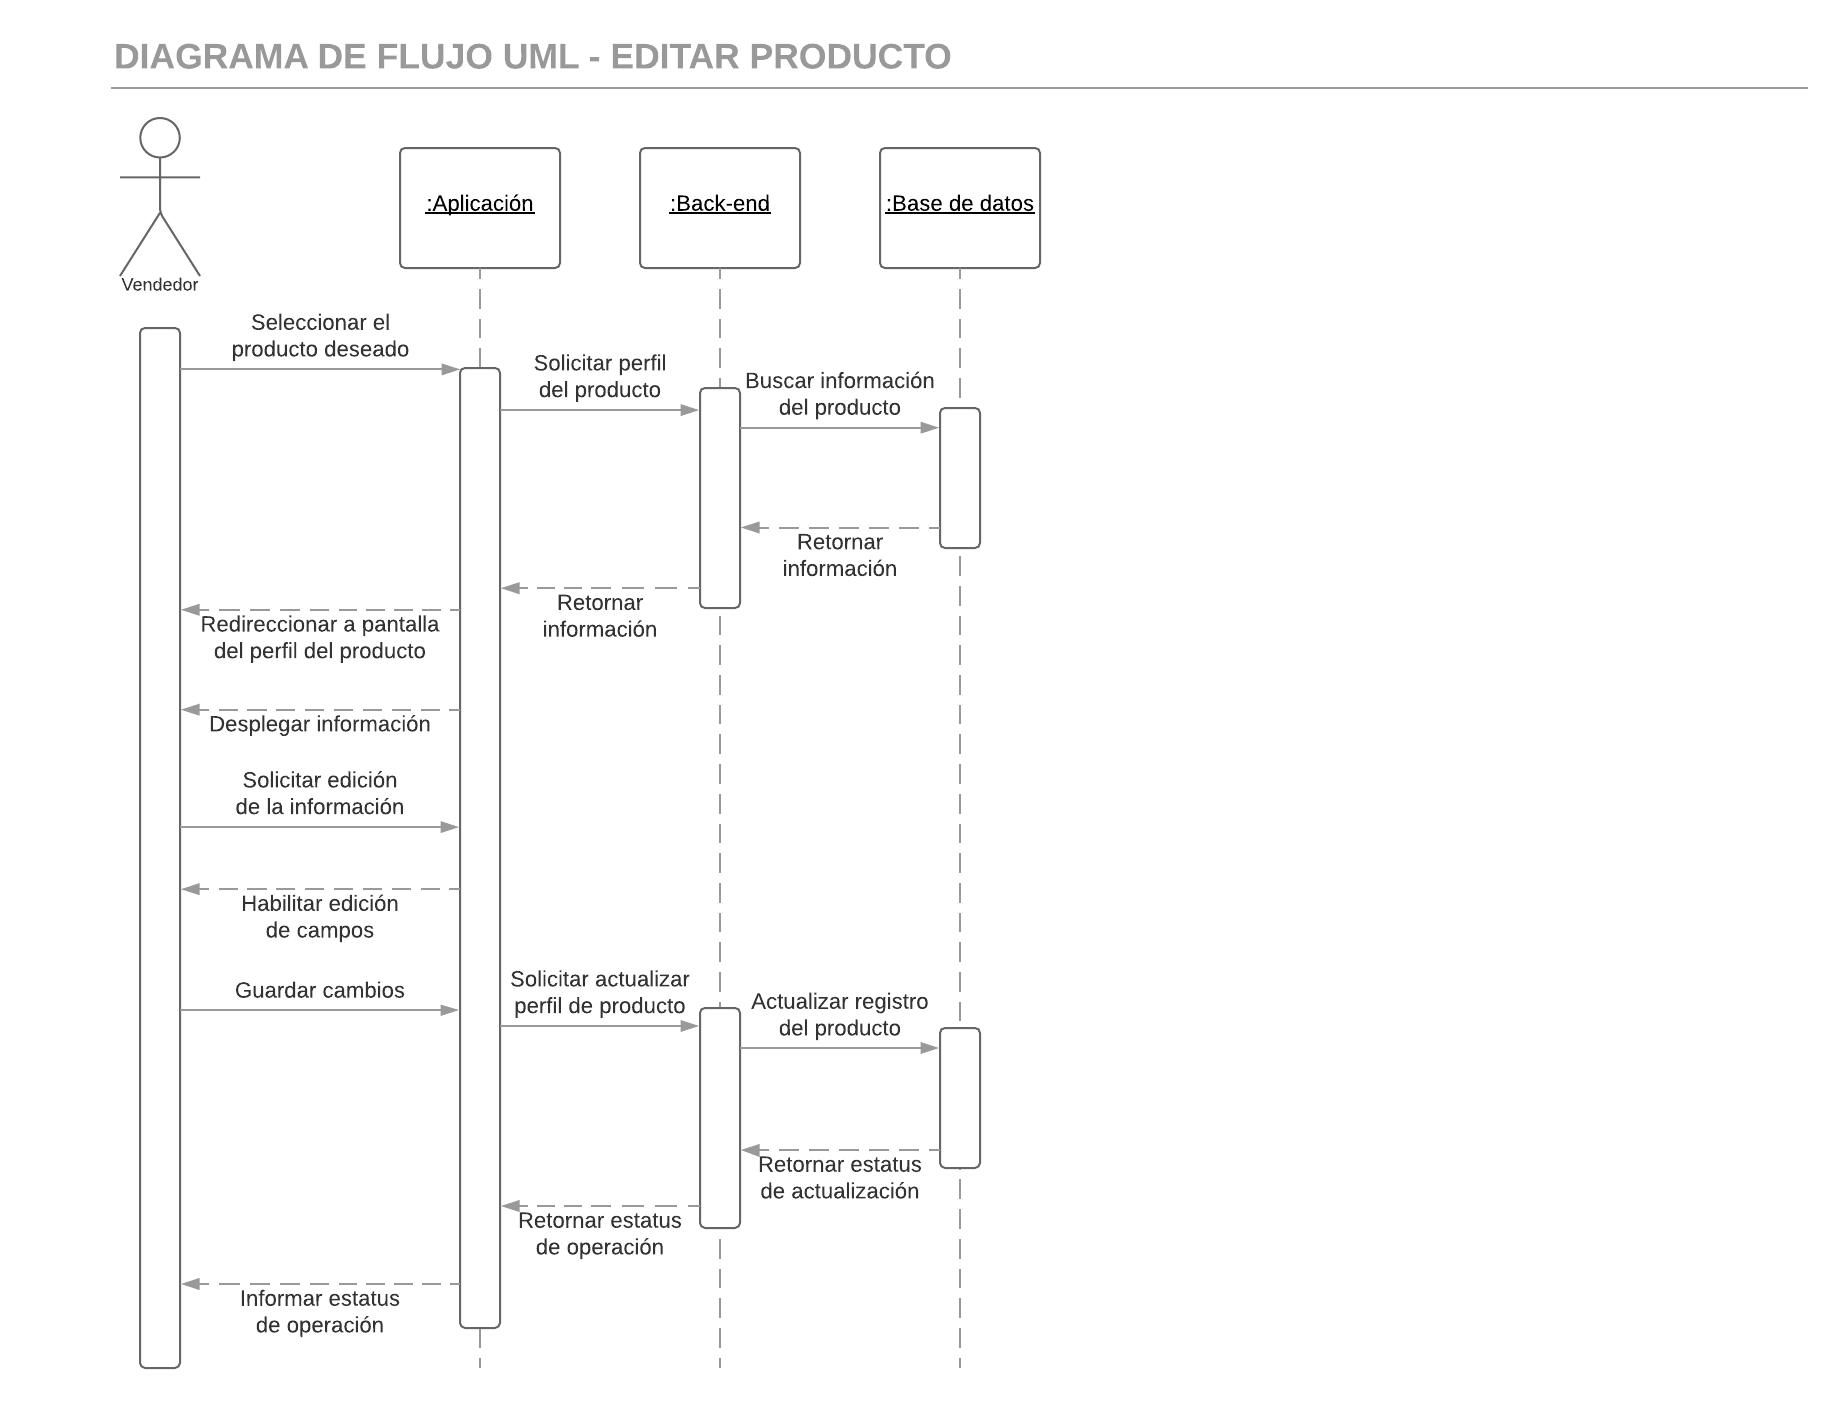 DIAGRAMA DE FLUJO UML - EDITAR PRODUCTO
Vendedor
:Aplicación
:Back-end
:Base de datos
Seleccionar el
producto deseado
Solicitar perfil
del producto
Buscar información
del producto
Retornar
información
Retornar
información
Redireccionar a pantalla
del perfil del producto
Desplegar información
Solicitar edición
de la información
Habilitar edición
de campos
Guardar cambios
Solicitar actualizar
perfil de producto
Actualizar registro
del producto
Retornar estatus
de actualización
Retornar estatus
de operación
Informar estatus
de operación